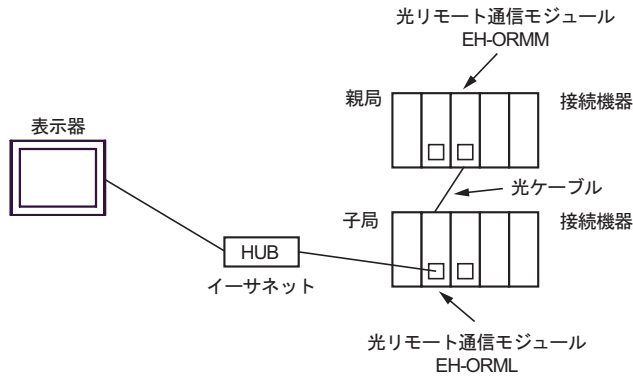 光リモート通信モジュール
EH-ORMM
親局
接続機器
表示器
光ケーブル
子局
接続機器
HUB
イーサネット
光リモート通信モジュール
EH-ORML